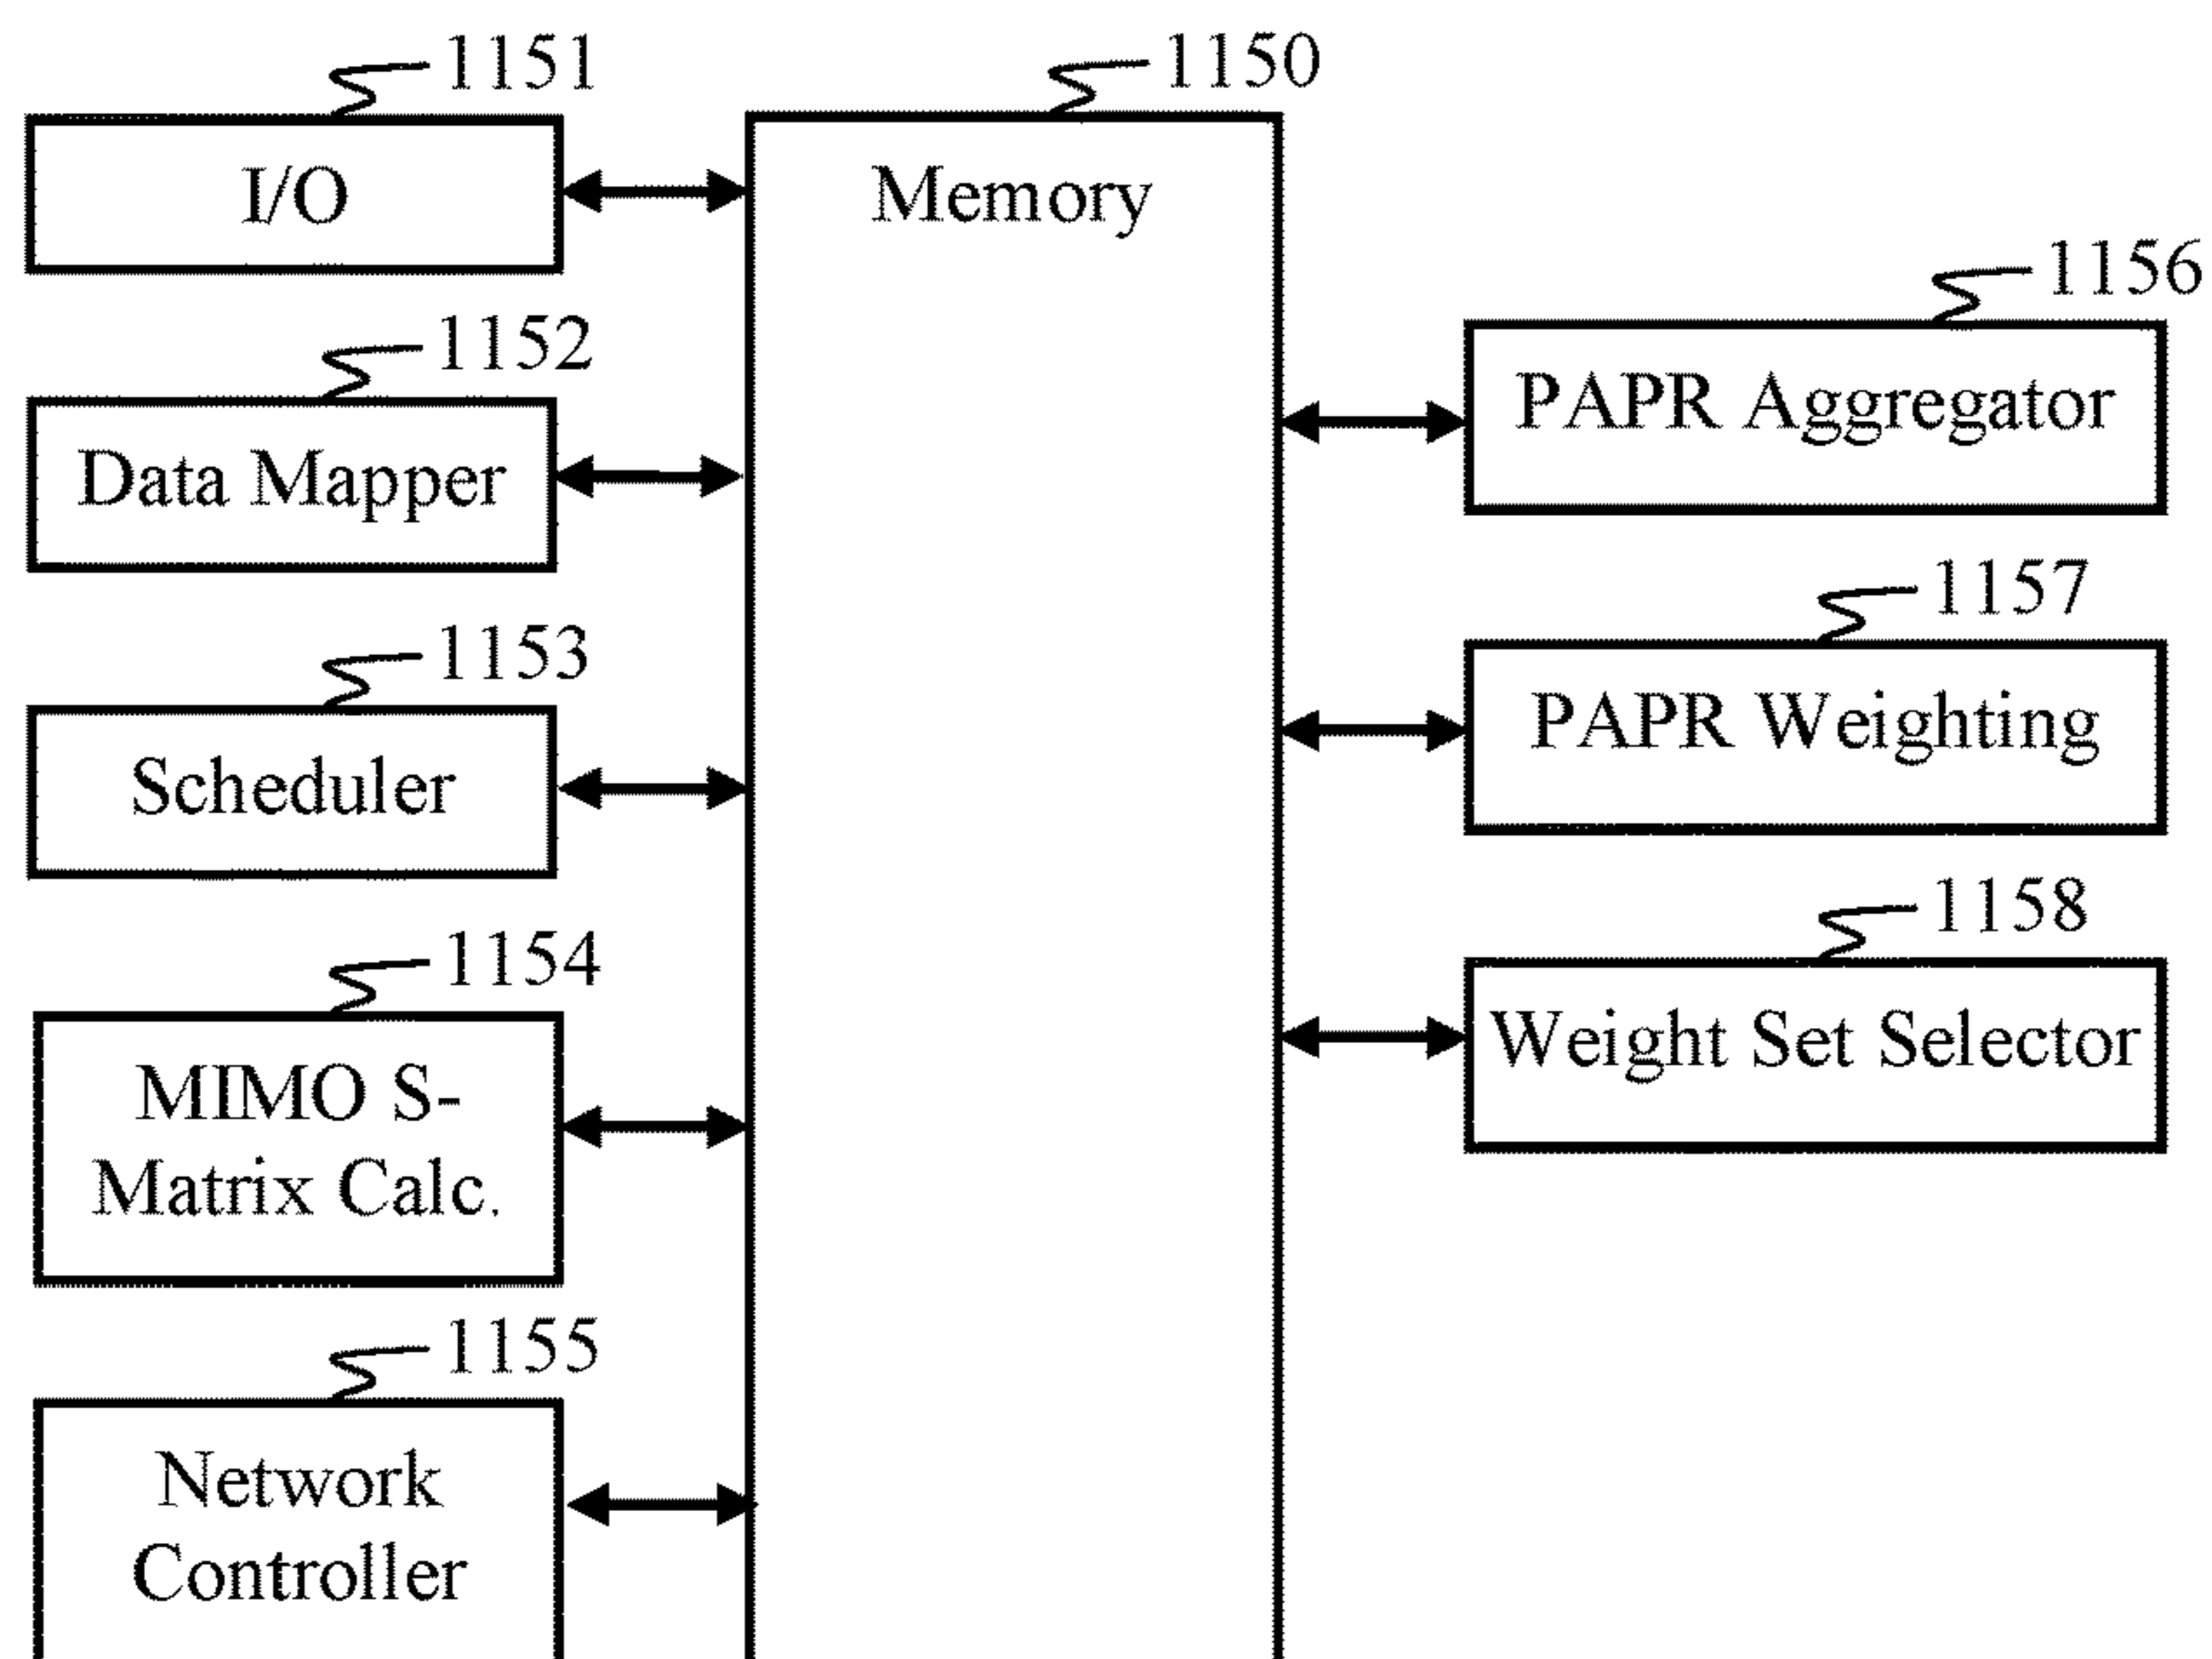 1151
I/O
1152
Data Mapper
1153
Scheduler
1154
MIMO S-
Matrix Calc.
1155
Network
Controller
1150
Memory
1156
PAPR Aggregator
1157
PAPR Weighting
1158
Weight Set Selector